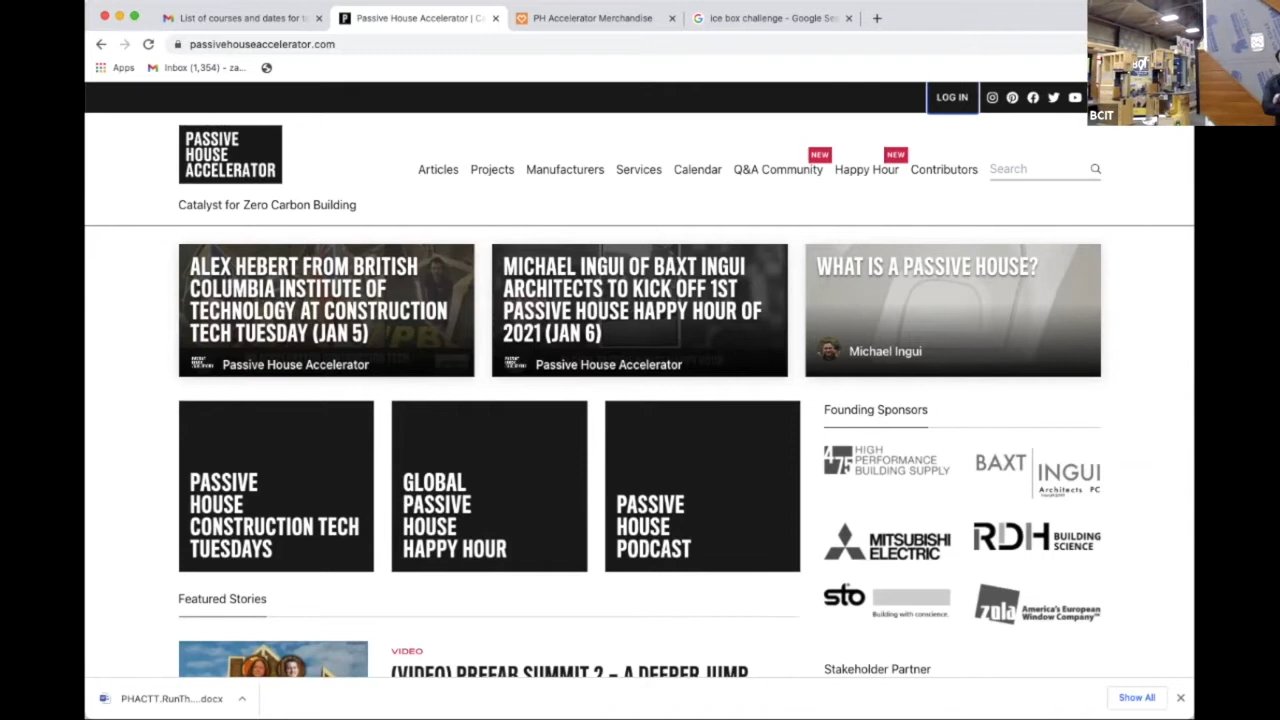 List of courses and dates for t
Passive House Accelerator | C
PH Accelerator Merchandise
ice box challenge - Google Se
passivehouseaccelerator.com
Apps
Inbox (1,354) - za...
LOG IN
BCIT
PASSIVE
HOUSE
ACCELERATOR
NEW
NEW
Articles Projects Manufacturers Services Calendar Q&A Community Happy Hour Contributors Search
Catalyst for Zero Carbon Building
ALEX HEBERT FROM BRITISH
COLUMBIA INSTITUTE OF
TECHNOLOGY AT CONSTRUCTION
TECH TUESDAY (JAN 5)
Passive House Accelerator
MICHAEL INGUI OF BAXT INGUI
ARCHITECTS TO KICK OFF 1ST
PASSIVE HOUSE HAPPY HOUR OF
2021 (JAN 6)
Passive House Accelerator
WHAT IS A PASSIVE HOUSE?
Michael Ingui
PASSIVE
HOUSE
CONSTRUCTION TECH
TUESDAYS
GLOBAL
PASSIVE
HOUSE
HAPPY HOUR
PASSIVE
HOUSE
PODCAST
Founding Sponsors
475 HIGH
PERFORMANCE
BUILDING SUPPLY
BAXT INGUI
Architects PC
MITSUBISHI
ELECTRIC
RDH BUILDING
SCIENCE
sto
Building with conscience.
zola America's European
Window Company™
Stakeholder Partner
Featured Stories
VIDEO
(VIDEO) PREFAB SUMMIT 2 – A DEEPER JUMP
PHACTT.RunTh....docx
Show All